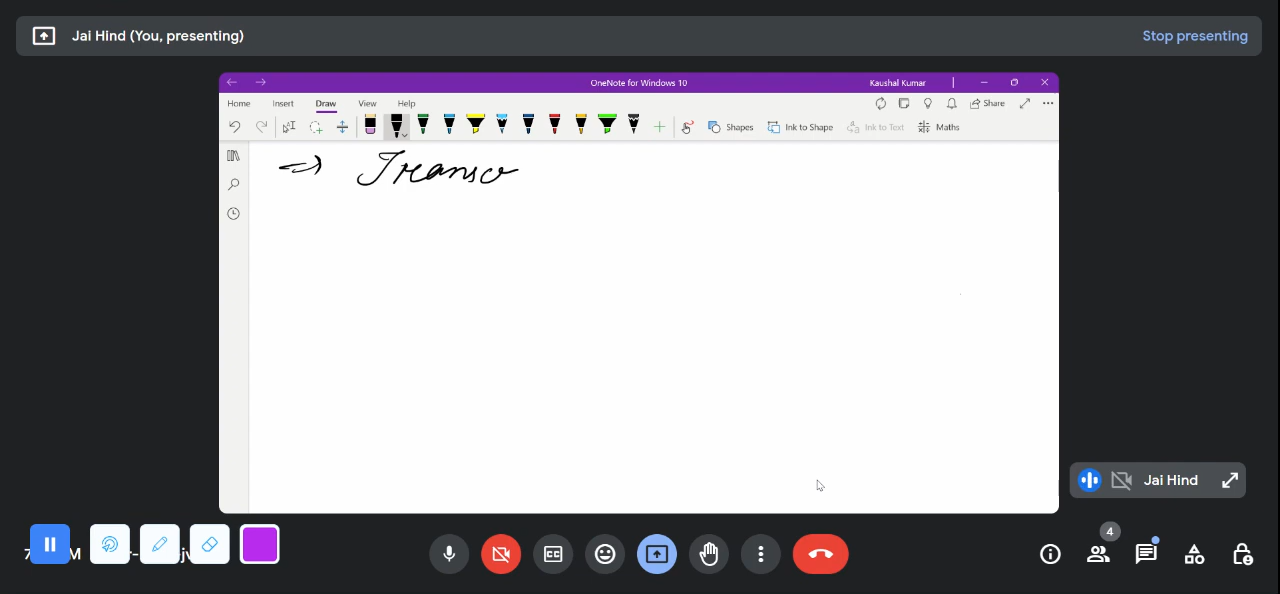 Jai Hind (You, presenting)
Stop presenting
OneNote for Windows 10
Kaushal Kumar
Home Insert Draw View Help
Share
Shapes Ink to Shape Ink to Text Maths
⇒ Transc
Jai Hind
4